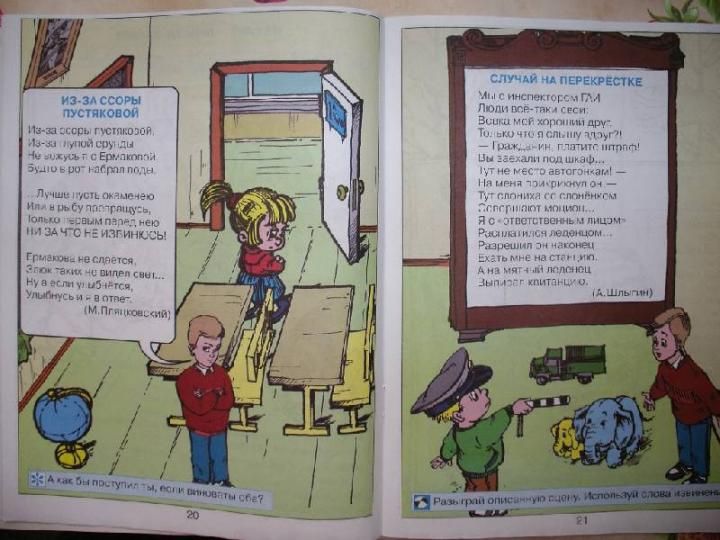 ИЗ-ЗА ССОРЫ
ПУСТЯКОВОЙ
Из-за ссоры пустяковой,
Из-за глупой ерунды
Не вожусь я с Ермаковой
Будто в рот набрал воды.
...Лучше пусть окаменею
Или в рыбу превращусь,
Только первым перед нею
НИ ЗА ЧТО НЕ ИЗВИНЮСЬ!
Ермакова не сдаётся,
Злюк таких не видел свет...
Ну а если улыбнётся,
Улыбнусь и я в ответ.
(М.Пляцковский)
А как бы поступил ты, если виноваты оба?
20
СЛУЧАЙ НА ПЕРЕКРЁСТКЕ
Мы с инспектором ГАИ
Люди всё-таки свои:
Вовка мой хороший друг.
Только что я слышу вдруг?!
— Гражданин, платите штраф!
Вы заехали под шкаф...
Тут не место автогонкам! —
На меня прикрикнул он.—
Тут слониха со слонёнком
Совершают моцион...
Я с «ответственным лицом»
Расплатился леденцом...
Разрешил он наконец
Ехать мне на станцию.
А на мятный леденец
Выписал квитанцию.
(А.Шлыгин)
Разыграй описанную сцену. Используй слова извинени
21